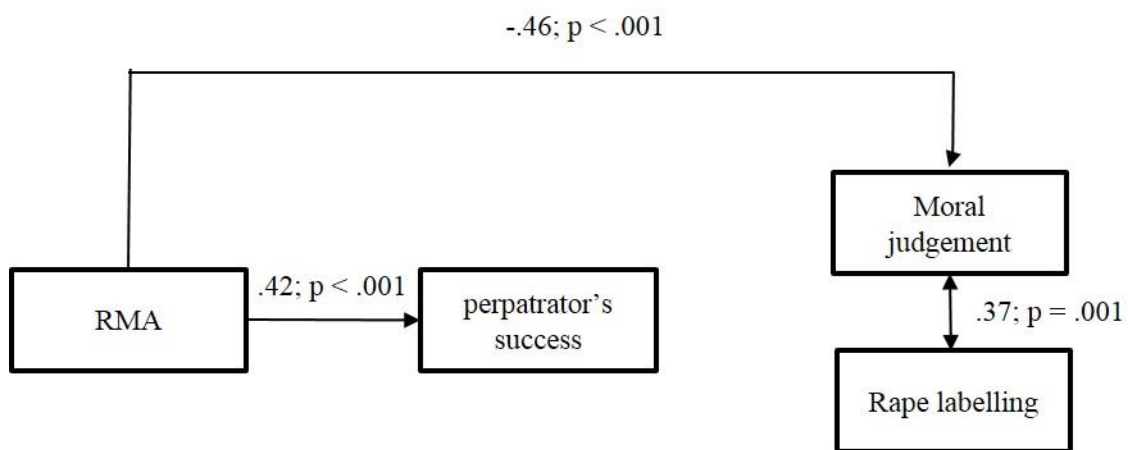 -.46; p < .001
Moral
judgement
.42; p < .001
RMA
perpatrator’s
success
.37; p = .001
Rape labelling